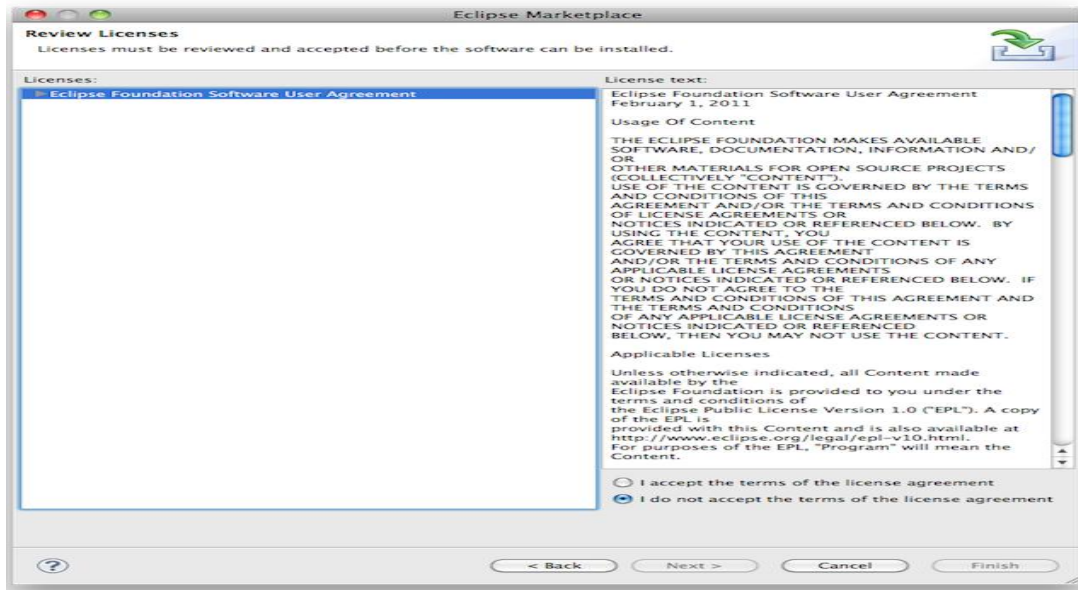 Eclipse Marketplace
Review Licenses
Licenses must be reviewed and accepted before the software can be installed.
Licenses:
Eclipse Foundation Software User Agreement
License text:
Eclipse Foundation Software User Agreement
February 1, 2011
Usage Of Content
THE ECLIPSE FOUNDATION MAKES AVAILABLE
SOFTWARE, DOCUMENTATION, INFORMATION AND/
OR
OTHER MATERIALS FOR OPEN SOURCE PROJECTS
(COLLECTIVELY "CONTENT").
USE OF THE CONTENT IS GOVERNED BY THE TERMS
AND CONDITIONS OF THIS
AGREEMENT AND/OR THE TERMS AND CONDITIONS
OF LICENSE AGREEMENTS OR
NOTICES INDICATED OR REFERENCED BELOW.  BY
USING THE CONTENT, YOU
AGREE THAT YOUR USE OF THE CONTENT IS
GOVERNED BY THIS AGREEMENT
AND/OR THE TERMS AND CONDITIONS OF ANY
APPLICABLE LICENSE AGREEMENTS
OR NOTICES INDICATED OR REFERENCED BELOW.  IF
YOU DO NOT AGREE TO THE
TERMS AND CONDITIONS OF THIS AGREEMENT AND
THE TERMS AND CONDITIONS
OF ANY APPLICABLE LICENSE AGREEMENTS OR
NOTICES INDICATED OR REFERENCED
BELOW, THEN YOU MAY NOT USE THE CONTENT.
Applicable Licenses
Unless otherwise indicated, all Content made
available by the
Eclipse Foundation is provided to you under the
terms and conditions of
the Eclipse Public License Version 1.0 ("EPL"). A copy
of the EPL is
provided with this Content and is also available at
http://www.eclipse.org/legal/epl-v10.html.
For purposes of the EPL, "Program" will mean the
Content.
I accept the terms of the license agreement
I do not accept the terms of the license agreement
?
< Back
Next >
Cancel
Finish